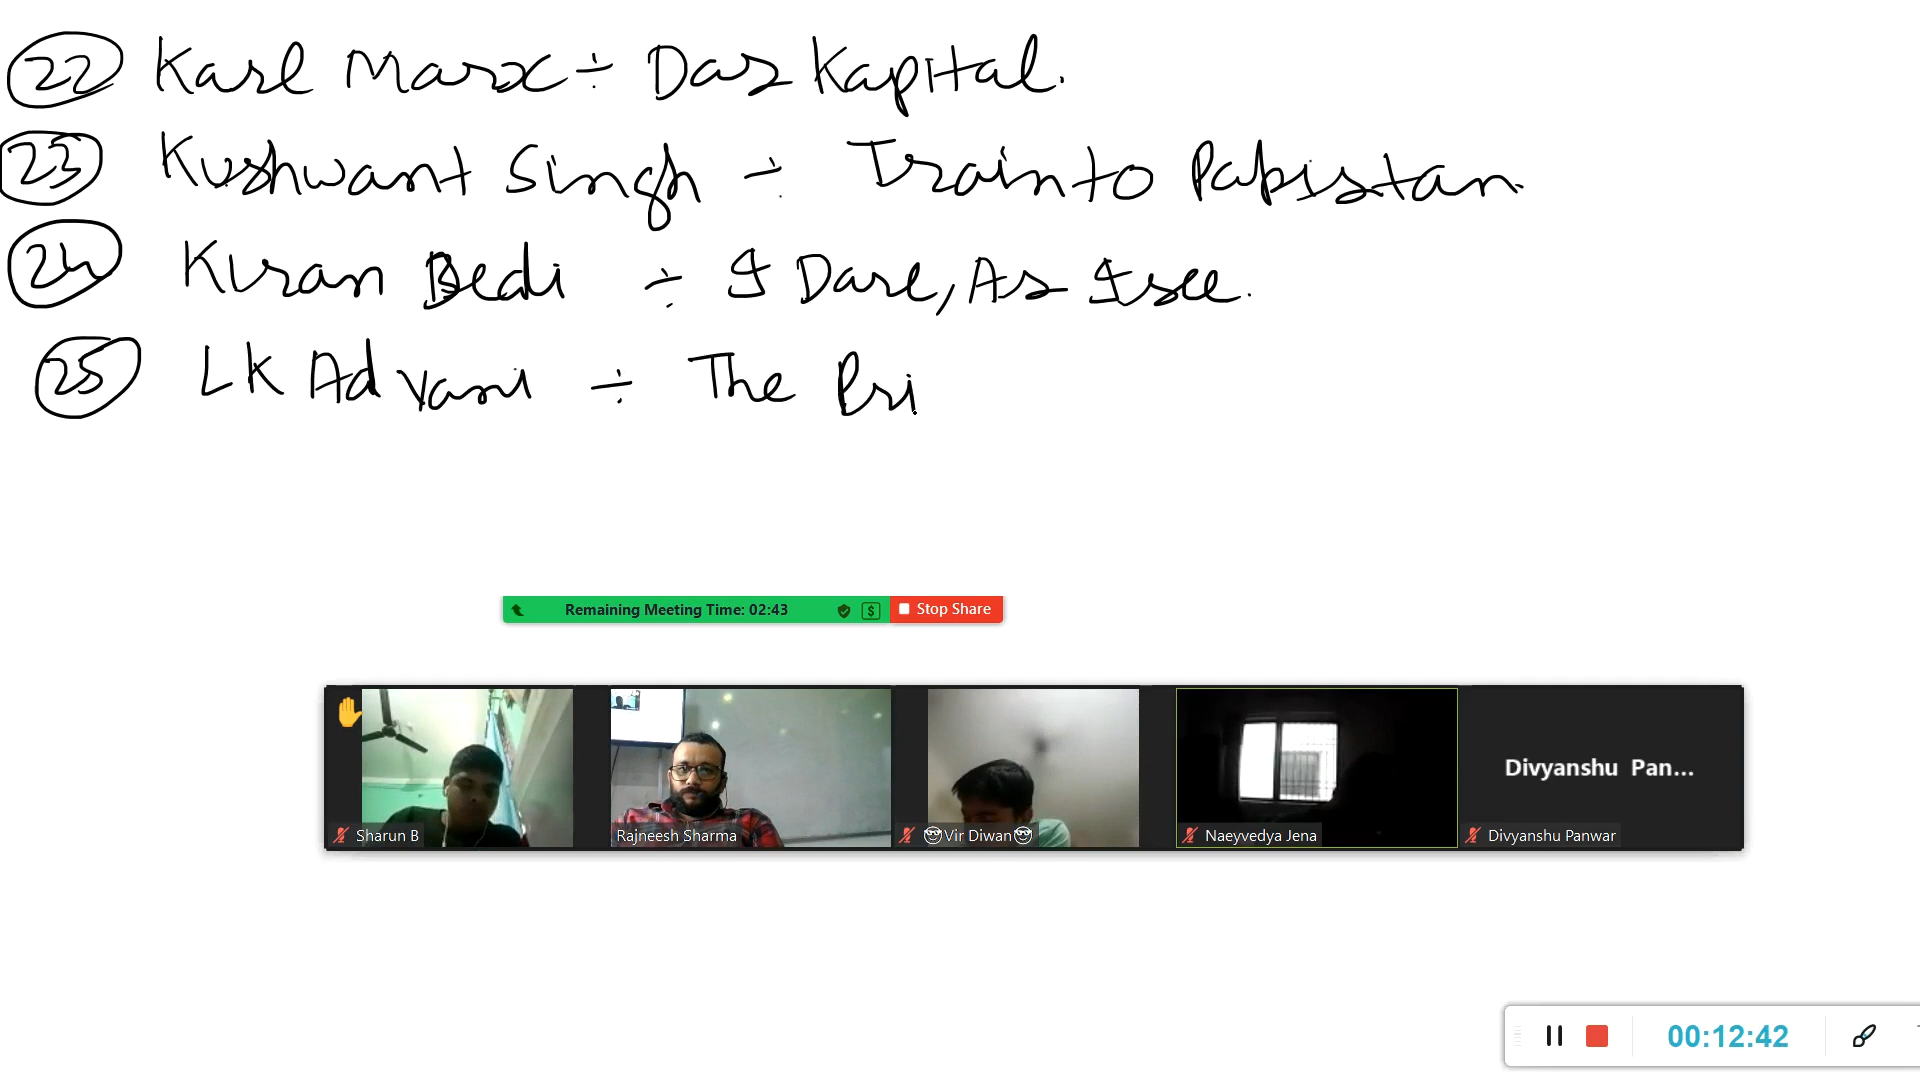 22 Karl Marx ÷ Das Kapital.
23 Kushwant Singh ÷ Train to Pakistan
24 Kiran Bedi ÷ I Dare, As I see.
25 LK Advani ÷ The Pri
Remaining Meeting Time: 02:43 $ Stop Share
Divyanshu Pan...
Sharun B Rajneesh Sharma 😎Vir Diwan😎 Naeyvedya Jena Divyanshu Panwar
00:12:42